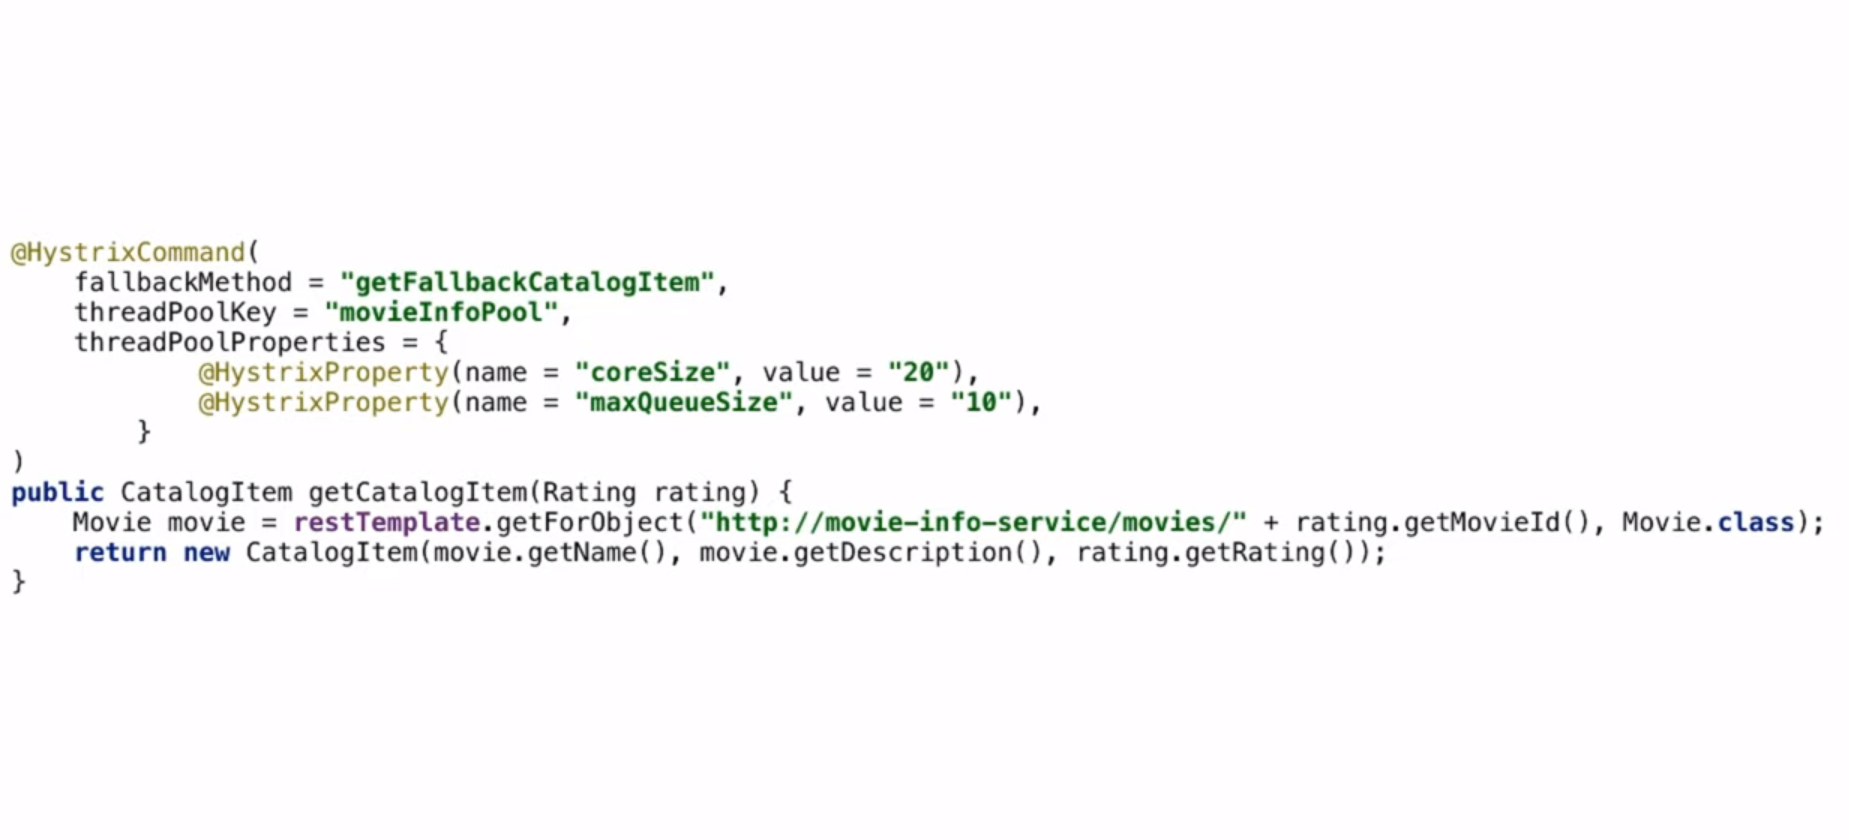 @HystrixCommand(
    fallbackMethod = "getFallbackCatalogItem",
    threadPoolKey = "movieInfoPool",
    threadPoolProperties = {
            @HystrixProperty(name = "coreSize", value = "20"),
            @HystrixProperty(name = "maxQueueSize", value = "10"),
        }
)
public CatalogItem getCatalogItem(Rating rating) {
    Movie movie = restTemplate.getForObject("http://movie-info-service/movies/" + rating.getMovieId(), Movie.class);
    return new CatalogItem(movie.getName(), movie.getDescription(), rating.getRating());
}